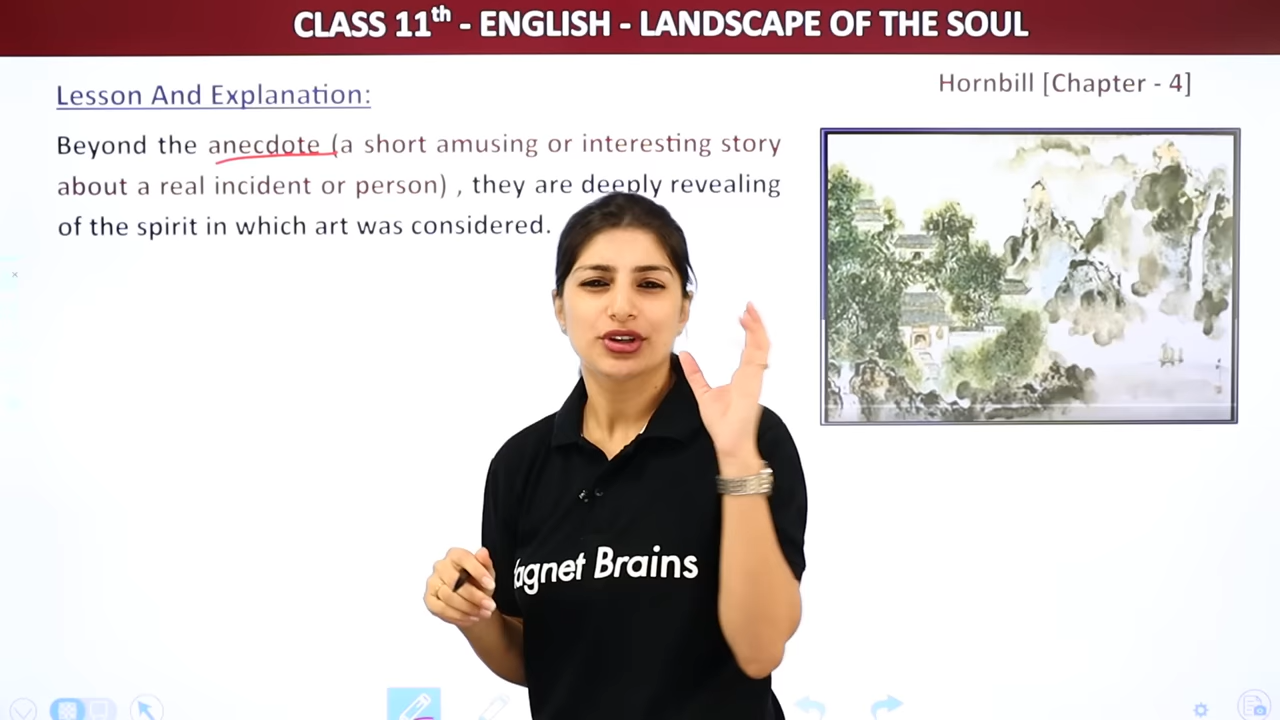 CLASS 11th - ENGLISH - LANDSCAPE OF THE SOUL
Hornbill [Chapter - 4]
Lesson And Explanation:
Beyond the anecdote (a short amusing or interesting story
about a real incident or person) , they are deeply revealing
of the spirit in which art was considered.
agnet Brains